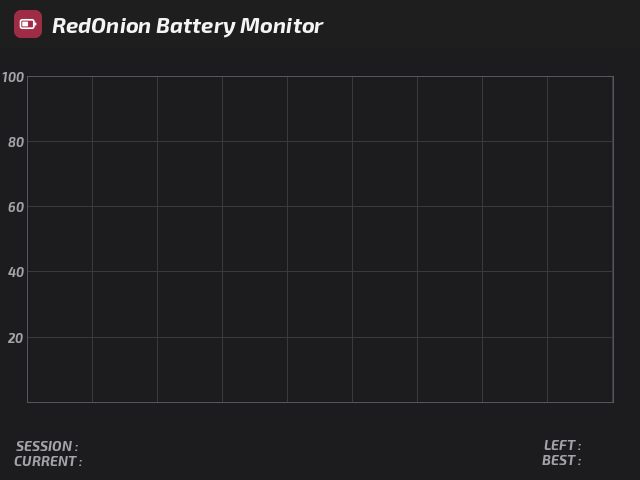 RedOnion Battery Monitor
100
80
60
40
20
SESSION :
CURRENT :
LEFT :
BEST :